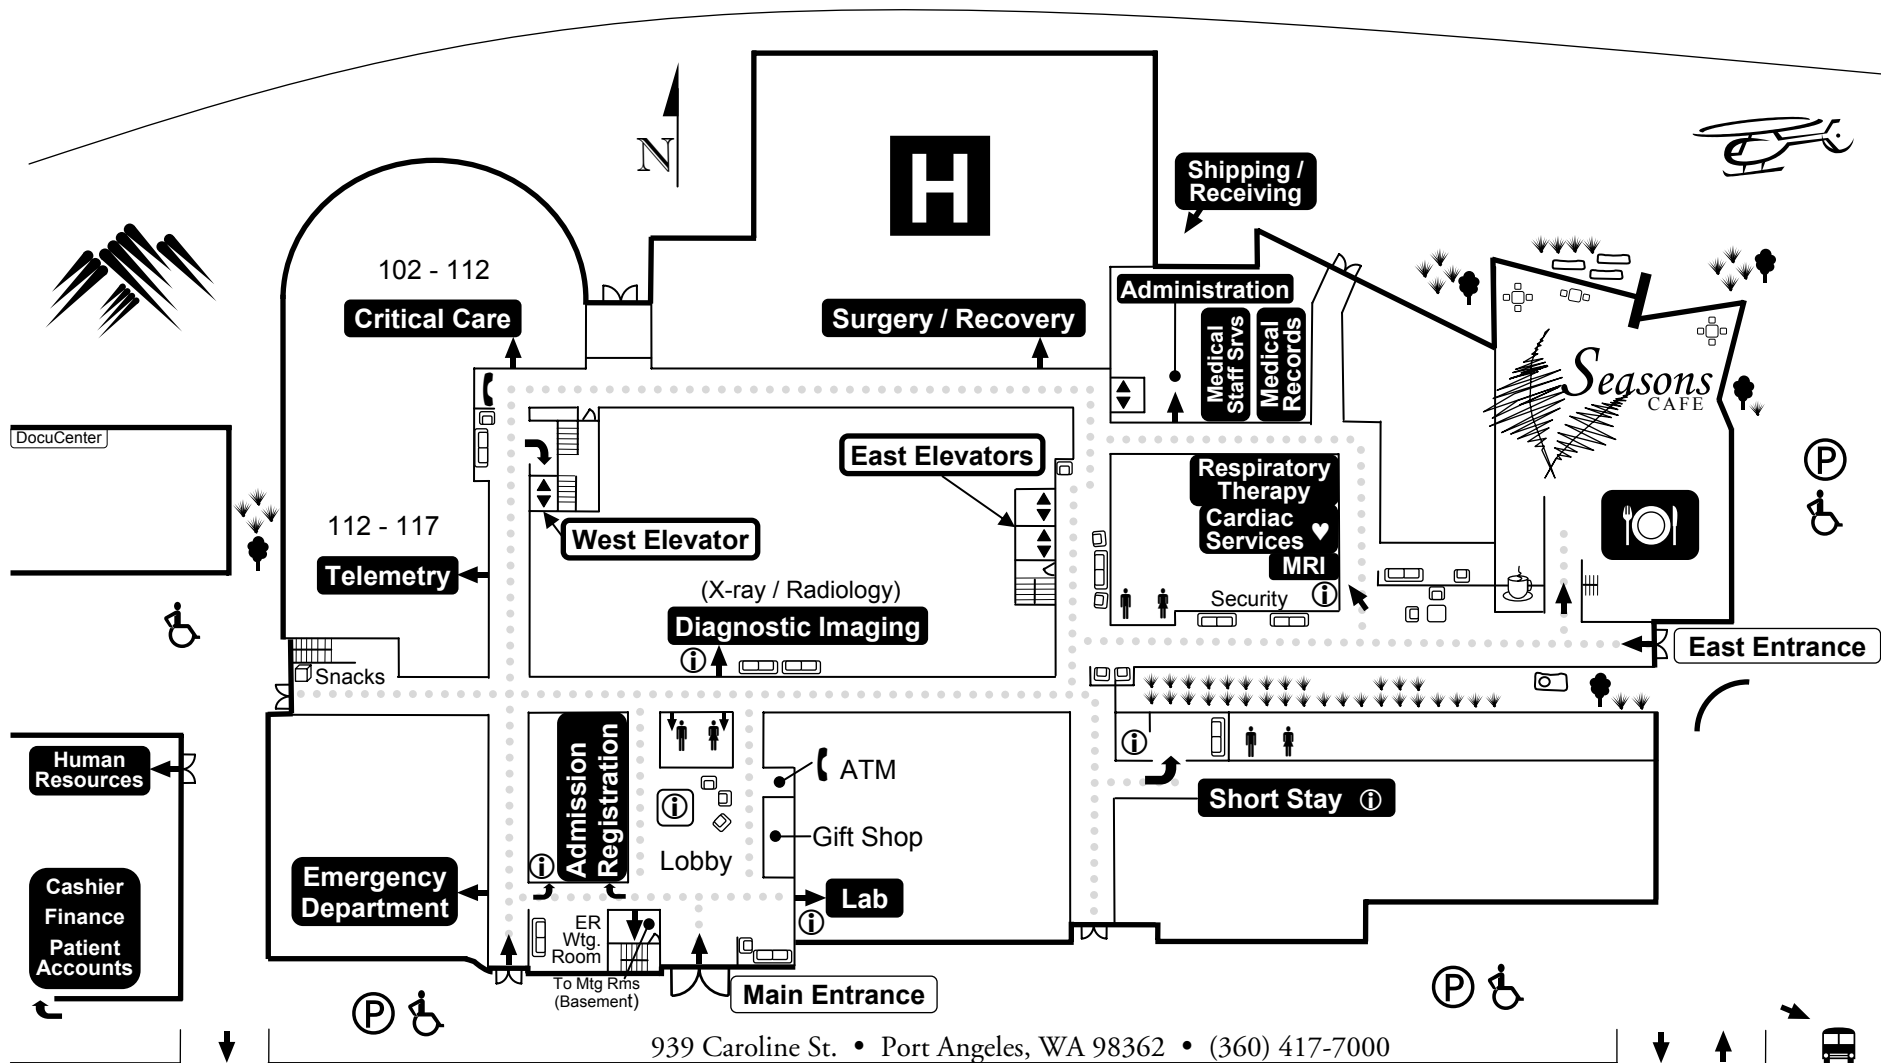 N
H
Shipping /
Receiving
102 - 112
Critical Care
Surgery / Recovery
Administration
Medical
Staff Srvs
Medical
Records
Seasons
CAFE
DocuCenter
East Elevators
West Elevator
112 - 117
Telemetry
Respiratory
Therapy
Cardiac
Services
MRI
Security
P
(X-ray / Radiology)
Diagnostic Imaging
East Entrance
Snacks
Human
Resources
Admission
Registration
ATM
Gift Shop
Lobby
Short Stay
Emergency
Department
Lab
Cashier
Finance
Patient
Accounts
ER
Wtg.
Room
To Mtg Rms
(Basement)
Main Entrance
P
P
939 Caroline St. • Port Angeles, WA 98362 • (360) 417-7000